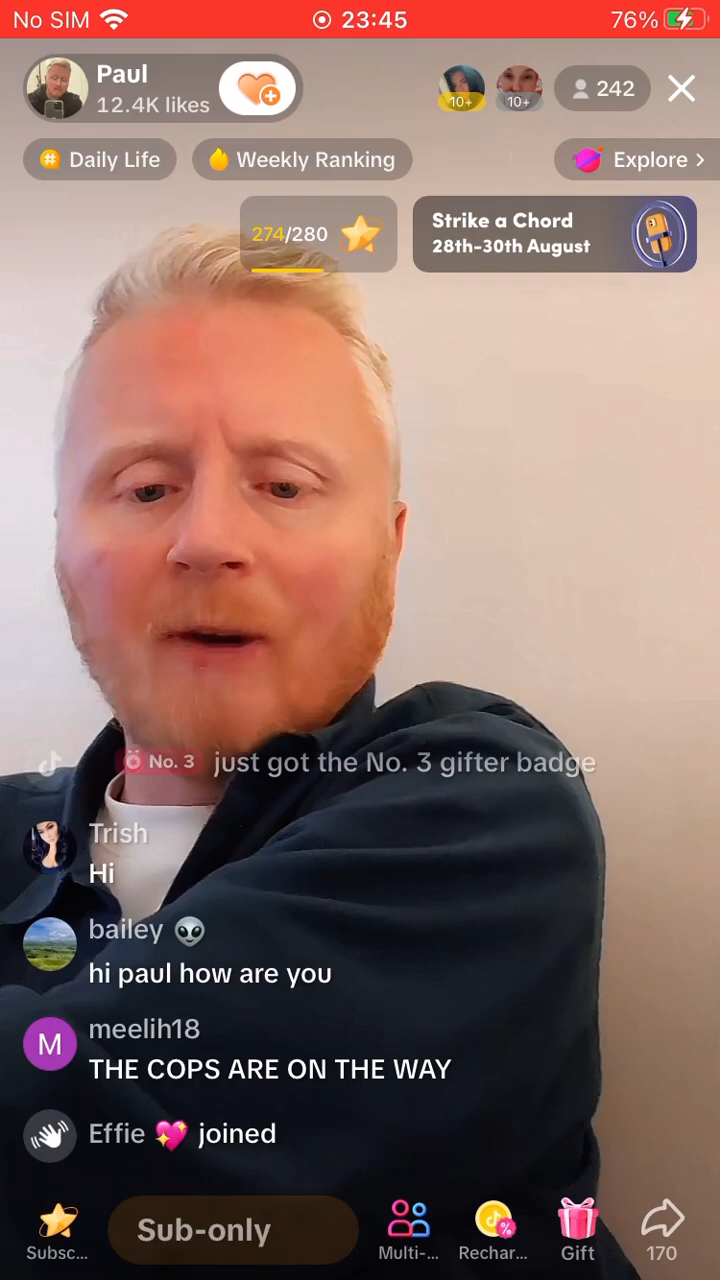 No SIM 23:45 76%
Paul
12.4K likes
10+ 10+ 242
Daily Life Weekly Ranking Explore >
274/280
Strike a Chord
28th-30th August
No. 3 just got the No. 3 gifter badge
Trish
Hi
bailey 👽
hi paul how are you
M meelih18
THE COPS ARE ON THE WAY
Effie 💖 joined
Sub-only
Subsc... Multi-... Rechar... Gift 170